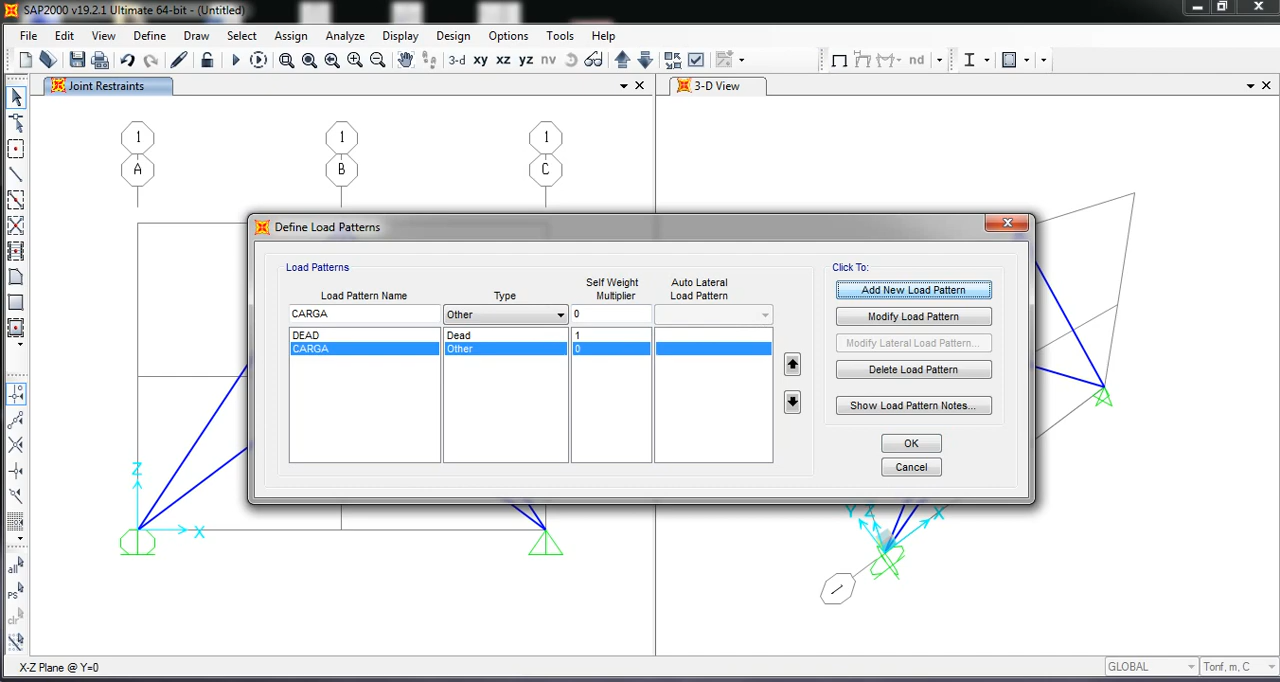 SAP2000 v19.2.1 Ultimate 64-bit - (Untitled)
File Edit View Define Draw Select Assign Analyze Display Design Options Tools Help
3-d xy xz yz nv nd
Joint Restraints
3-D View
1 1 1
A B C
Define Load Patterns
Load Patterns
Click To:
Load Pattern Name Type Self Weight Multiplier Auto Lateral Load Pattern
CARGA Other 0
DEAD Dead 1
CARGA Other 0
Add New Load Pattern
Modify Load Pattern
Modify Lateral Load Pattern...
Delete Load Pattern
Show Load Pattern Notes...
OK
Cancel
Z
X
Y Z X
1
all
PS
clr
X-Z Plane @ Y=0
GLOBAL
Tonf, m, C